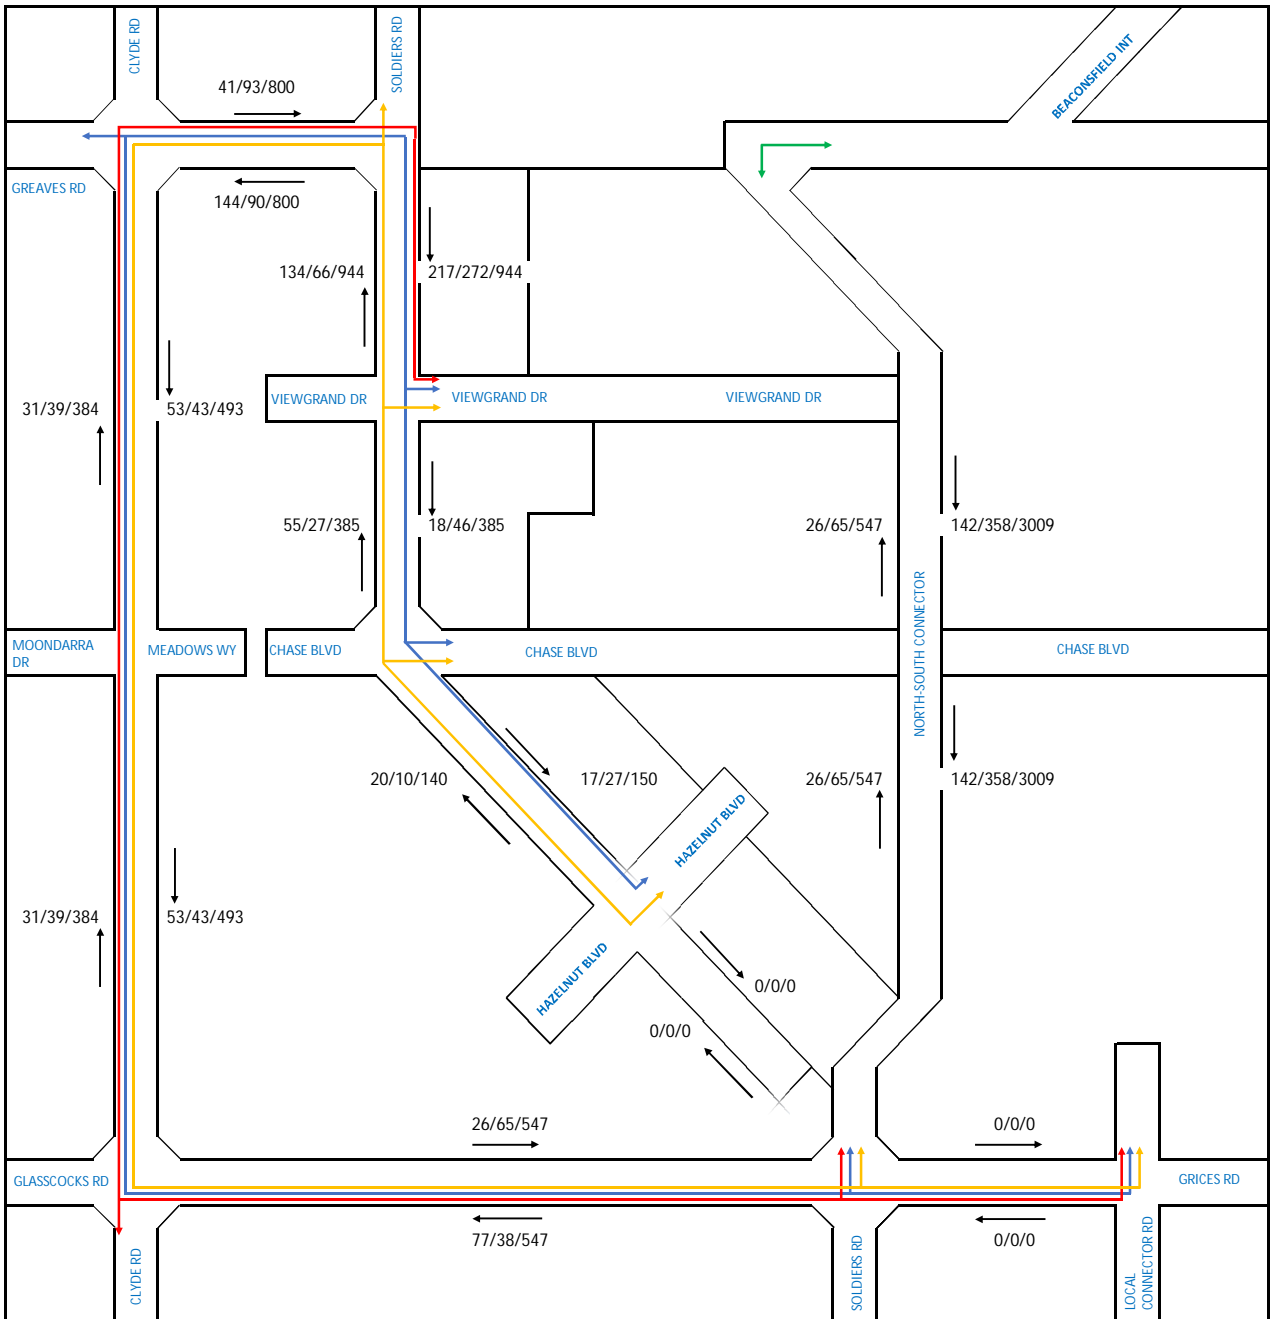 CLYDE RD
SOLDIERS RD
BEACONSFIELD INT
41/93/800
GREAVES RD
144/90/800
134/66/944
217/272/944
31/39/384
53/43/493
VIEWGRAND DR
VIEWGRAND DR
VIEWGRAND DR
55/27/385
18/46/385
26/65/547
142/358/3009
MOONDARRA
DR
MEADOWS WY
CHASE BLVD
CHASE BLVD
NORTH-SOUTH CONNECTOR
CHASE BLVD
20/10/140
17/27/150
26/65/547
142/358/3009
HAZELNUT BLVD
31/39/384
53/43/493
HAZELNUT BLVD
0/0/0
0/0/0
26/65/547
0/0/0
GLASSCOCKS RD
GRICES RD
77/38/547
0/0/0
CLYDE RD
SOLDIERS RD
LOCAL
CONNECTOR RD